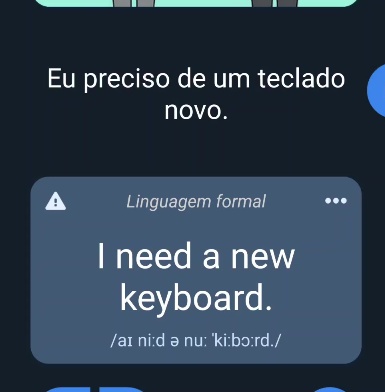 Eu preciso de um teclado
novo.
Linguagem formal
I need a new
keyboard.
/aɪ niːd ə nuː ˈkiːbɔːrd./